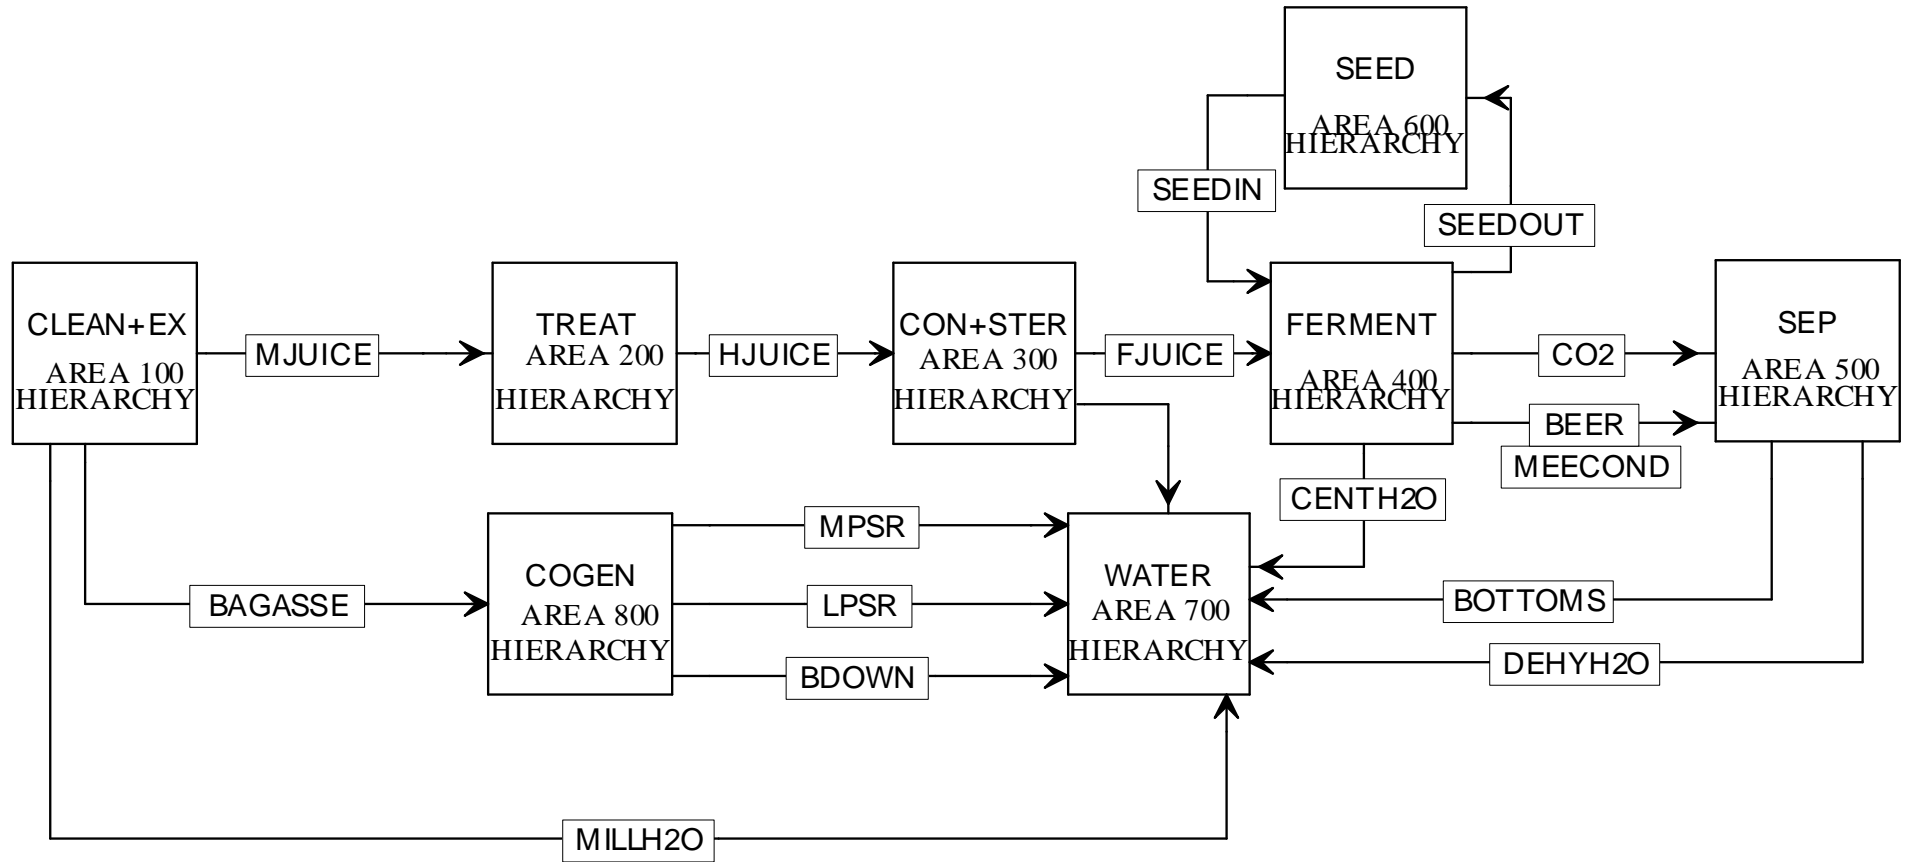 SEED
AREA 600
HIERARCHY
SEEDIN
SEEDOUT
CLEAN+EX
AREA 100
HIERARCHY
MJUICE
TREAT
AREA 200
HIERARCHY
HJUICE
CON+STER
AREA 300
HIERARCHY
FJUICE
FERMENT
AREA 400
HIERARCHY
CO2
BEER
MEECOND
SEP
AREA 500
HIERARCHY
CENTH2O
BAGASSE
COGEN
AREA 800
HIERARCHY
MPSR
LPSR
BDOWN
WATER
AREA 700
HIERARCHY
BOTTOMS
DEHYH2O
MILLH2O